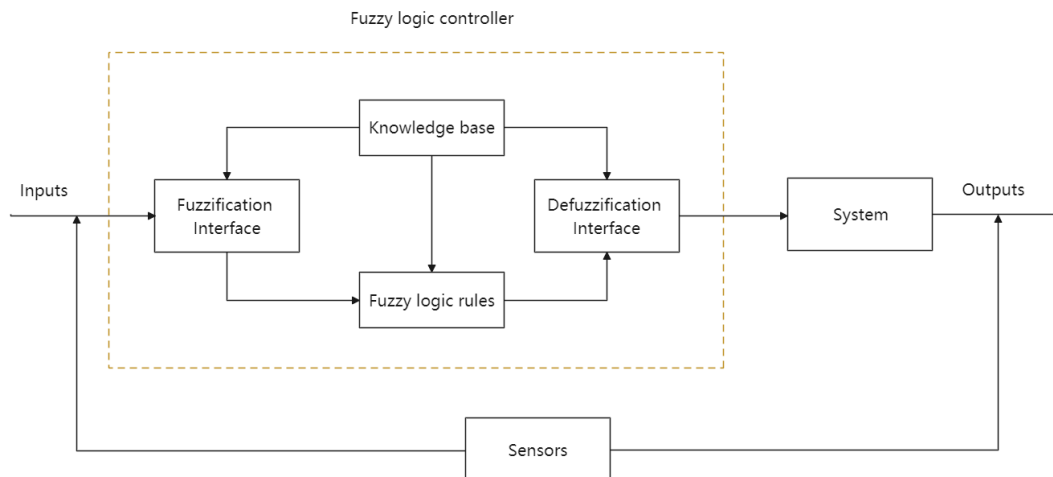 Fuzzy logic controller
Knowledge base
Inputs
Fuzzification
Interface
Defuzzification
Interface
System
Outputs
Fuzzy logic rules
Sensors